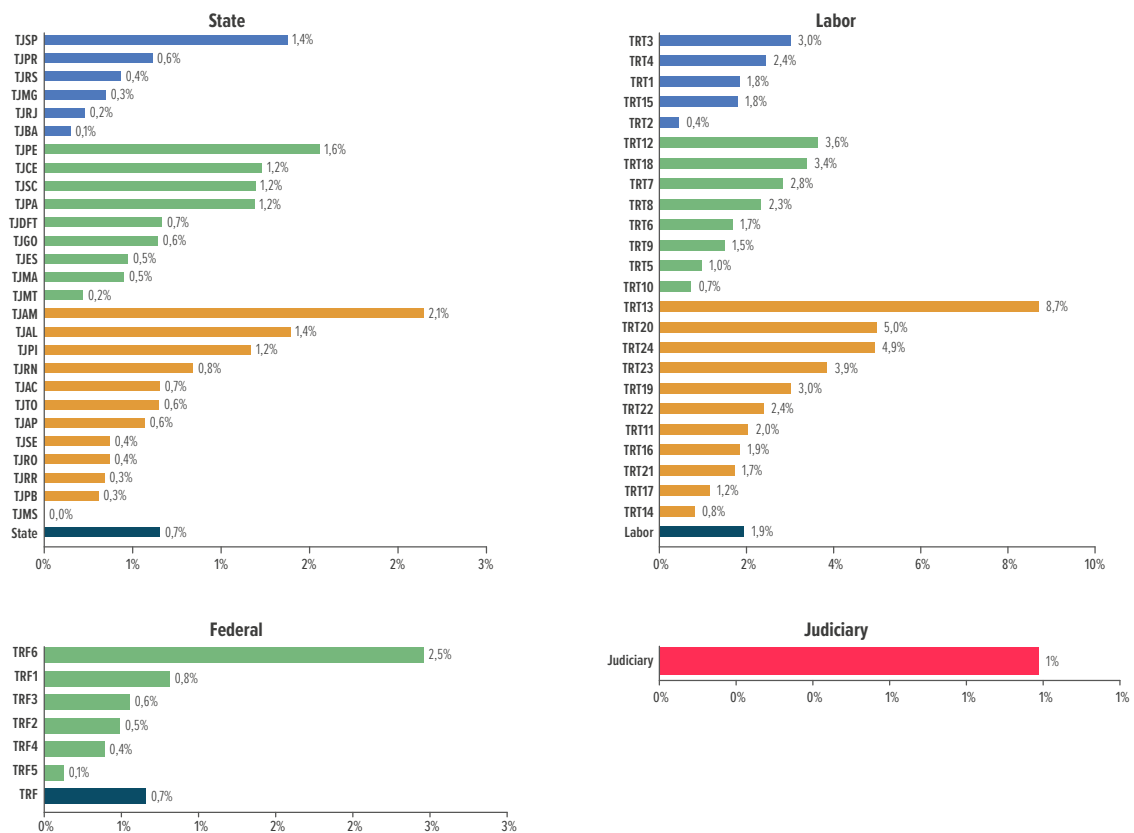 State
TJSP 1,4%
TJPR 0,6%
TJRS 0,4%
TJMG 0,3%
TJRJ 0,2%
TJBA 0,1%
TJPE 1,6%
TJCE 1,2%
TJSC 1,2%
TJPA 1,2%
TJDFT 0,7%
TJGO 0,6%
TJES 0,5%
TJMA 0,5%
TJMT 0,2%
TJAM 2,1%
TJAL 1,4%
TJPI 1,2%
TJRN 0,8%
TJAC 0,7%
TJTO 0,6%
TJAP 0,6%
TJSE 0,4%
TJRO 0,4%
TJRR 0,3%
TJPB 0,3%
TJMS 0,0%
State 0,7%
0% 1% 1% 2% 2% 3%
Labor
TRT3 3,0%
TRT4 2,4%
TRT1 1,8%
TRT15 1,8%
TRT2 0,4%
TRT12 3,6%
TRT18 3,4%
TRT7 2,8%
TRT8 2,3%
TRT6 1,7%
TRT9 1,5%
TRT5 1,0%
TRT10 0,7%
TRT13 8,7%
TRT20 5,0%
TRT24 4,9%
TRT23 3,9%
TRT19 3,0%
TRT22 2,4%
TRT11 2,0%
TRT16 1,9%
TRT21 1,7%
TRT17 1,2%
TRT14 0,8%
Labor 1,9%
0% 2% 4% 6% 8% 10%
Federal
TRF6 2,5%
TRF1 0,8%
TRF3 0,6%
TRF2 0,5%
TRF4 0,4%
TRF5 0,1%
TRF 0,7%
0% 1% 1% 2% 2% 3% 3%
Judiciary
Judiciary 1%
0% 0% 0% 1% 1% 1% 1%